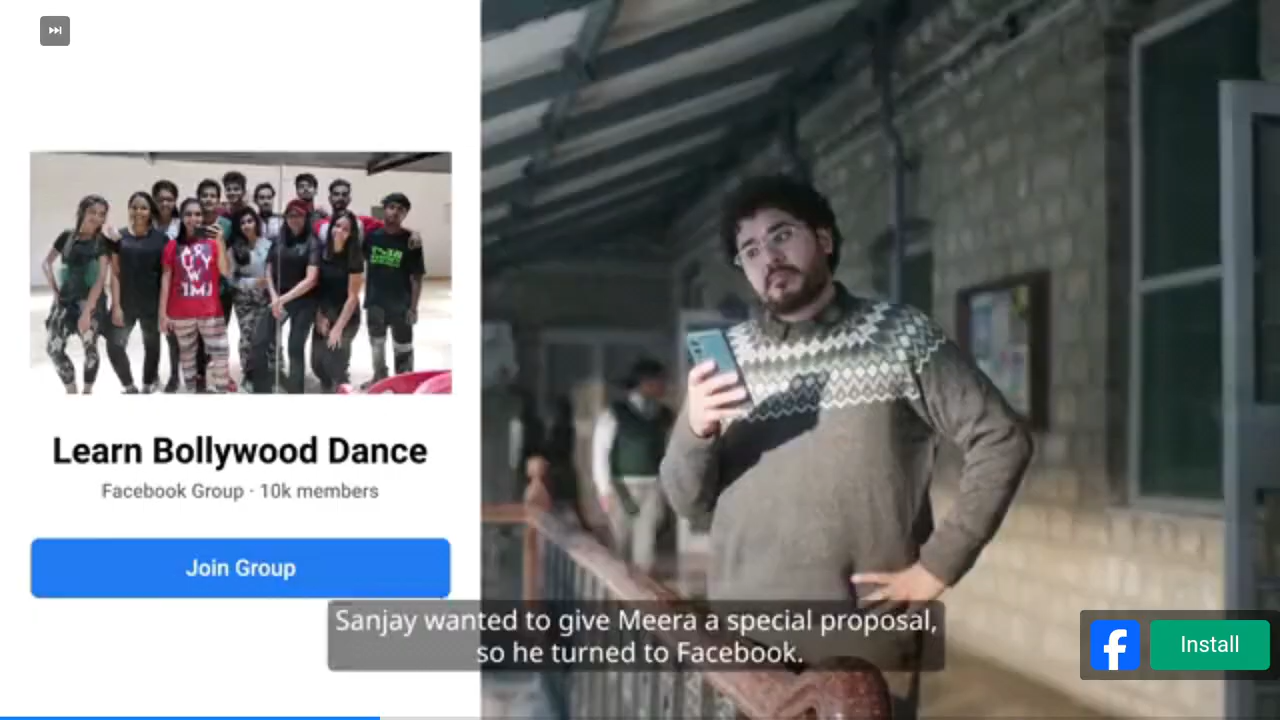 Learn Bollywood Dance
Facebook Group · 10k members
Join Group
Sanjay wanted to give Meera a special proposal,
so he turned to Facebook.
Install